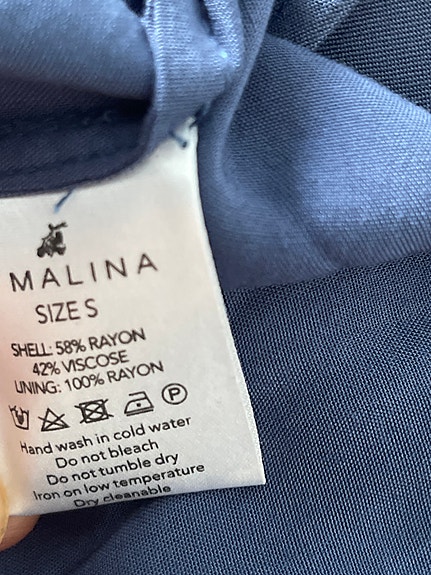 MALINA
SIZE S
SHELL: 58% RAYON
42% VISCOSE
LINING: 100% RAYON
P
Hand wash in cold water
Do not bleach
Do not tumble dry
Iron on low temperature
Dry cleanable